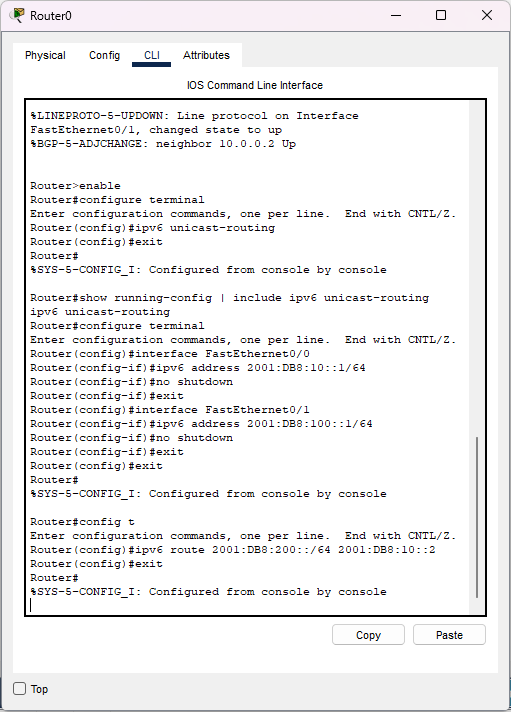 Router0
Physical Config CLI Attributes
IOS Command Line Interface
%LINEPROTO-5-UPDOWN: Line protocol on Interface
FastEthernet0/1, changed state to up
%BGP-5-ADJCHANGE: neighbor 10.0.0.2 Up
Router>enable
Router#configure terminal
Enter configuration commands, one per line.  End with CNTL/Z.
Router(config)#ipv6 unicast-routing
Router(config)#exit
Router#
%SYS-5-CONFIG_I: Configured from console by console
Router#show running-config | include ipv6 unicast-routing
ipv6 unicast-routing
Router#configure terminal
Enter configuration commands, one per line.  End with CNTL/Z.
Router(config)#interface FastEthernet0/0
Router(config-if)#ipv6 address 2001:DB8:10::1/64
Router(config-if)#no shutdown
Router(config-if)#exit
Router(config)#interface FastEthernet0/1
Router(config-if)#ipv6 address 2001:DB8:100::1/64
Router(config-if)#no shutdown
Router(config-if)#exit
Router(config)#exit
Router#
%SYS-5-CONFIG_I: Configured from console by console
Router#config t
Enter configuration commands, one per line.  End with CNTL/Z.
Router(config)#ipv6 route 2001:DB8:200::/64 2001:DB8:10::2
Router(config)#exit
Router#
%SYS-5-CONFIG_I: Configured from console by console
Copy Paste
Top